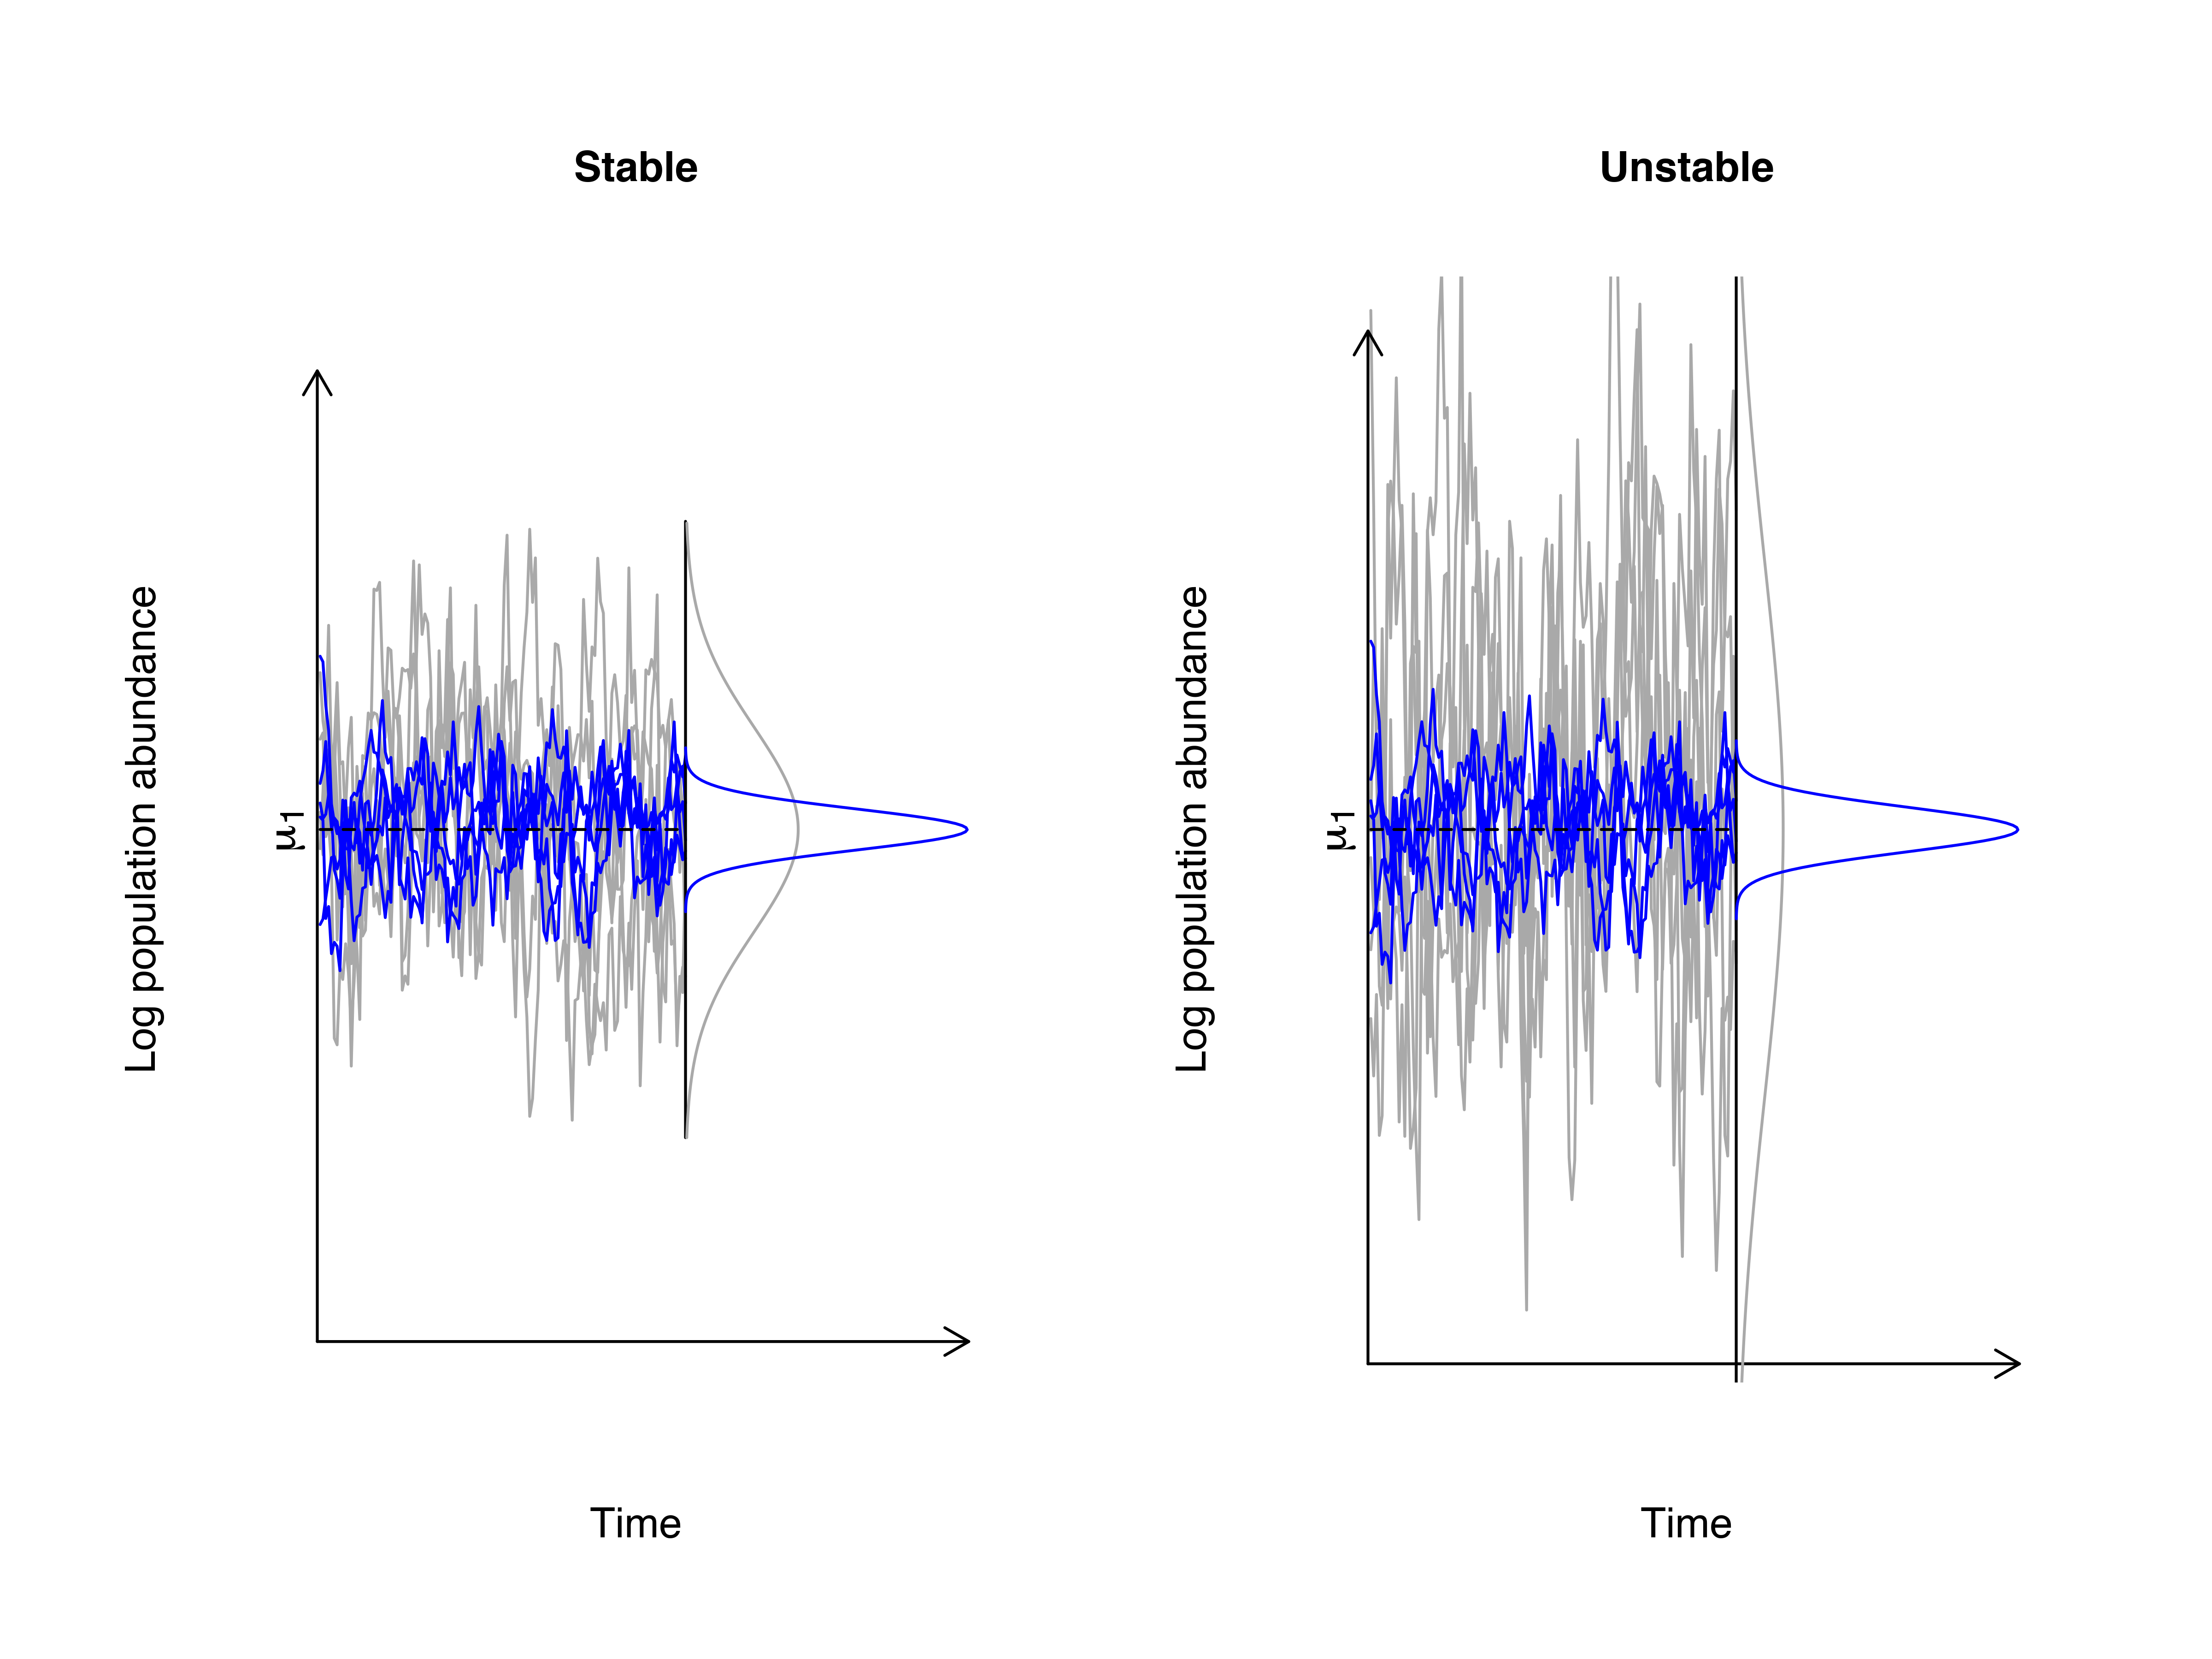 Stable
Unstable
Log population abundance
μ1
Log population abundance
μ1
Time
Time